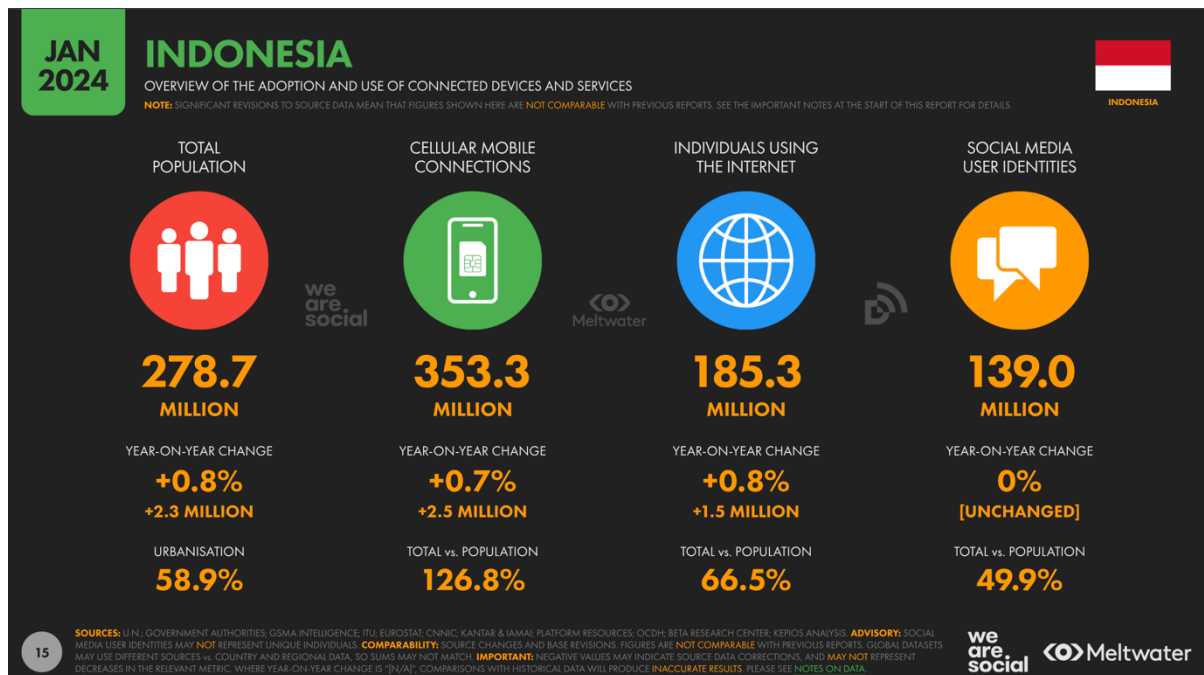 JAN
2024
INDONESIA
OVERVIEW OF THE ADOPTION AND USE OF CONNECTED DEVICES AND SERVICES
NOTE: SIGNIFICANT REVISIONS TO SOURCE DATA MEAN THAT FIGURES SHOWN HERE ARE NOT COMPARABLE WITH PREVIOUS REPORTS. SEE THE IMPORTANT NOTES AT THE START OF THIS REPORT FOR DETAILS.
INDONESIA
TOTAL
POPULATION
278.7
MILLION
YEAR-ON-YEAR CHANGE
+0.8%
+2.3 MILLION
URBANISATION
58.9%
we
are
social
CELLULAR MOBILE
CONNECTIONS
353.3
MILLION
YEAR-ON-YEAR CHANGE
+0.7%
+2.5 MILLION
TOTAL vs. POPULATION
126.8%
Meltwater
INDIVIDUALS USING
THE INTERNET
185.3
MILLION
YEAR-ON-YEAR CHANGE
+0.8%
+1.5 MILLION
TOTAL vs. POPULATION
66.5%
SOCIAL MEDIA
USER IDENTITIES
139.0
MILLION
YEAR-ON-YEAR CHANGE
0%
[UNCHANGED]
TOTAL vs. POPULATION
49.9%
15
SOURCES: U.N.; GOVERNMENT AUTHORITIES; GSMA INTELLIGENCE; ITU; EUROSTAT; CNNIC; KANTAR & IAMAI; PLATFORM RESOURCES; OCDH; BETA RESEARCH CENTER; KEPIOS ANALYSIS. ADVISORY: SOCIAL
MEDIA USER IDENTITIES MAY NOT REPRESENT UNIQUE INDIVIDUALS. COMPARABILITY: SOURCE CHANGES AND BASE REVISIONS. FIGURES ARE NOT COMPARABLE WITH PREVIOUS REPORTS. GLOBAL DATASETS
MAY USE DIFFERENT SOURCES vs. COUNTRY AND REGIONAL DATA, SO SUMS MAY NOT MATCH. IMPORTANT: NEGATIVE VALUES MAY INDICATE SOURCE DATA CORRECTIONS, AND MAY NOT REPRESENT
DECREASES IN THE RELEVANT METRIC. WHERE YEAR-ON-YEAR CHANGE IS "[N/A]", COMPARISONS WITH HISTORICAL DATA WILL PRODUCE INACCURATE RESULTS. PLEASE SEE NOTES ON DATA.
we
are
social
Meltwater